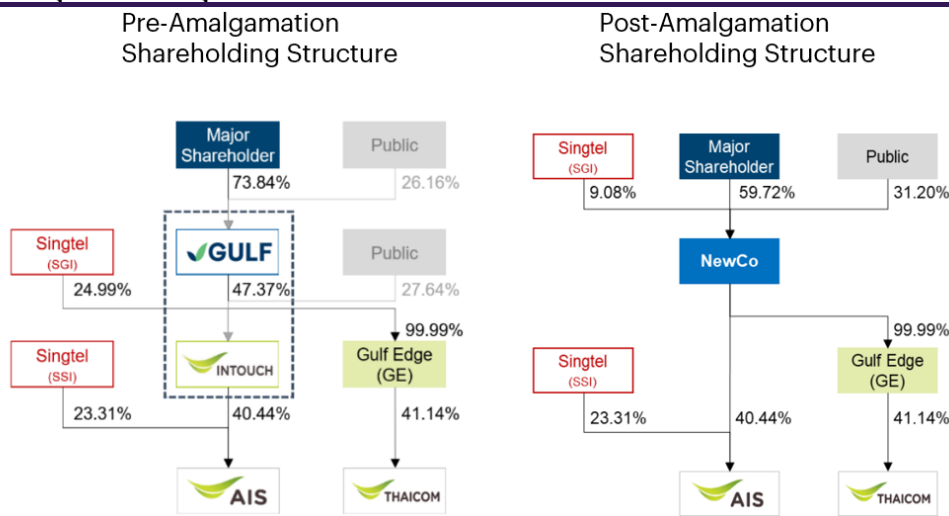 Pre-Amalgamation
Shareholding Structure
Major
Shareholder
Public
73.84%
26.16%
Singtel
(SGI)
GULF
Public
24.99%
47.37%
27.64%
99.99%
Singtel
(SSI)
INTOUCH
Gulf Edge
(GE)
23.31%
40.44%
41.14%
AIS
THAICOM
Post-Amalgamation
Shareholding Structure
Singtel
(SGI)
Major
Shareholder
Public
9.08%
59.72%
31.20%
NewCo
99.99%
Singtel
(SSI)
Gulf Edge
(GE)
23.31%
40.44%
41.14%
AIS
THAICOM